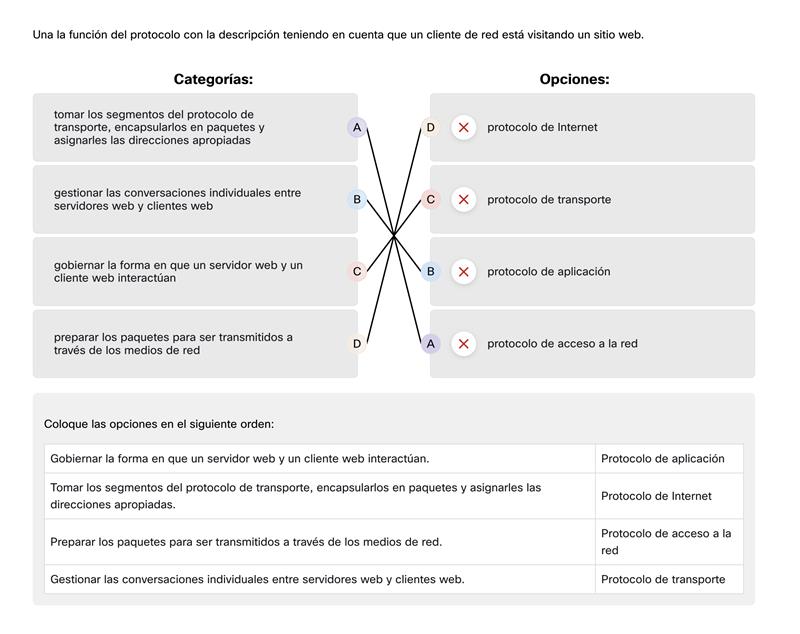 Una la función del protocolo con la descripción teniendo en cuenta que un cliente de red está visitando un sitio web.
Categorías:
Opciones:
tomar los segmentos del protocolo de
transporte, encapsularlos en paquetes y
asignarles las direcciones apropiadas
A
D
protocolo de Internet
gestionar las conversaciones individuales entre
servidores web y clientes web
B
C
protocolo de transporte
gobiernar la forma en que un servidor web y un
cliente web interactúan
C
B
protocolo de aplicación
preparar los paquetes para ser transmitidos a
través de los medios de red
D
A
protocolo de acceso a la red
Coloque las opciones en el siguiente orden:
Gobiernar la forma en que un servidor web y un cliente web interactúan.
Protocolo de aplicación
Tomar los segmentos del protocolo de transporte, encapsularlos en paquetes y asignarles las
direcciones apropiadas.
Protocolo de Internet
Preparar los paquetes para ser transmitidos a través de los medios de red.
Protocolo de acceso a la
red
Gestionar las conversaciones individuales entre servidores web y clientes web.
Protocolo de transporte